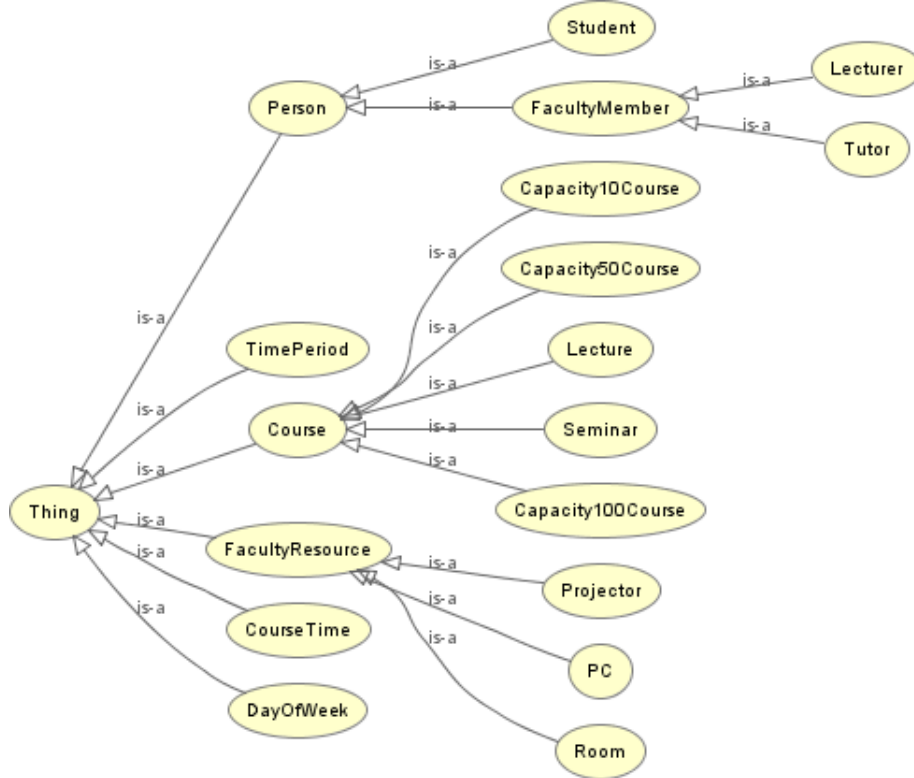 Student
is-a
Lecturer
is-a
Person
is-a
FacultyMember
is-a
Tutor
Capacity10Course
is-a
Capacity50Course
is-a
is-a
TimePeriod
Lecture
is-a
is-a
Course
is-a
Seminar
is-a
is-a
Thing
Capacity100Course
is-a
FacultyResource
is-a
is-a
Projector
is-a
is-a
CourseTime
is-a
PC
DayOfWeek
Room